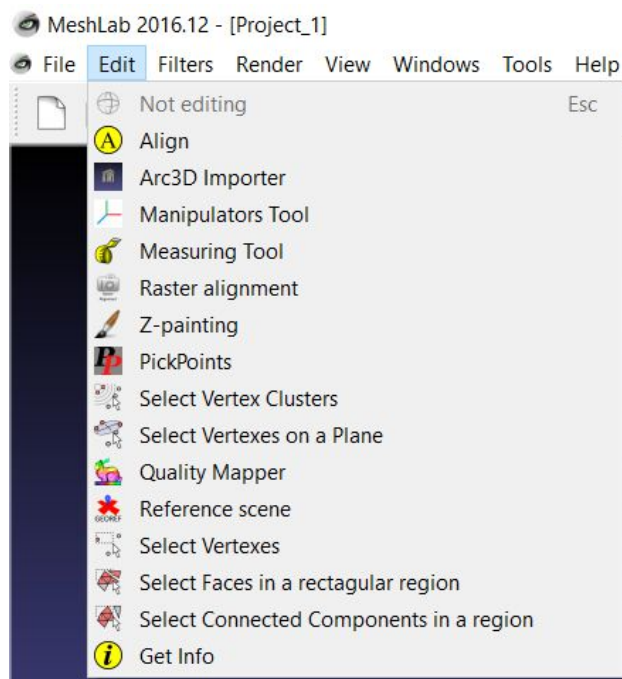 MeshLab 2016.12 - [Project_1]
File Edit Filters Render View Windows Tools Help
Not editing Esc
A Align
Arc3D Importer
Manipulators Tool
Measuring Tool
Raster alignment
Z-painting
PP PickPoints
Select Vertex Clusters
Select Vertexes on a Plane
Quality Mapper
GEOREF Reference scene
Select Vertexes
Select Faces in a rectagular region
Select Connected Components in a region
i Get Info